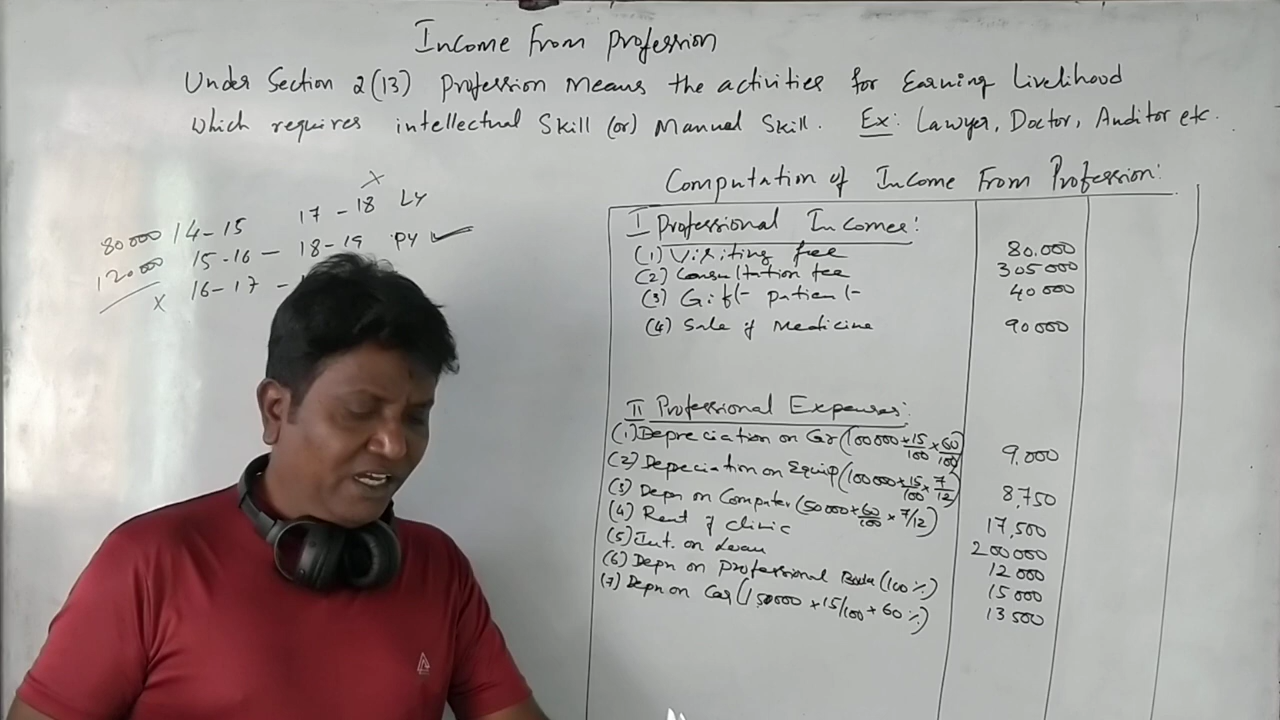 Income From Profession
Under Section 2(13) Profession Means the activities for Earning Livelihood
Which requires intellectual Skill (or) Manual Skill. Ex: Lawyer, Doctor, Auditor etc.
X
80000 14-15 17-18 LY
120000 15-16 - 18-19 PY ✓
X 16-17 -
Computation of Income From Profession:
I Professional Incomes:
(1) Visiting fee 80,000
(2) Consultation fee 305000
(3) Gift - patient - 40000
(4) Sale of Medicine 90000
II Professional Expenses:
(1) Depreciation on Car (100000 × 15/100 × 60/100) 9,000
(2) Depeciation on Equip (100000 × 15/100 × 7/12) 8,750
(3) Depn on Computer (50000 × 60/100 × 7/12) 17,500
(4) Rent of clinic 200000
(5) Int. on Loan 12000
(6) Depn on Professional Books (100%) 15000
(7) Depn on Car (150000 × 15/100 × 60%) 13500